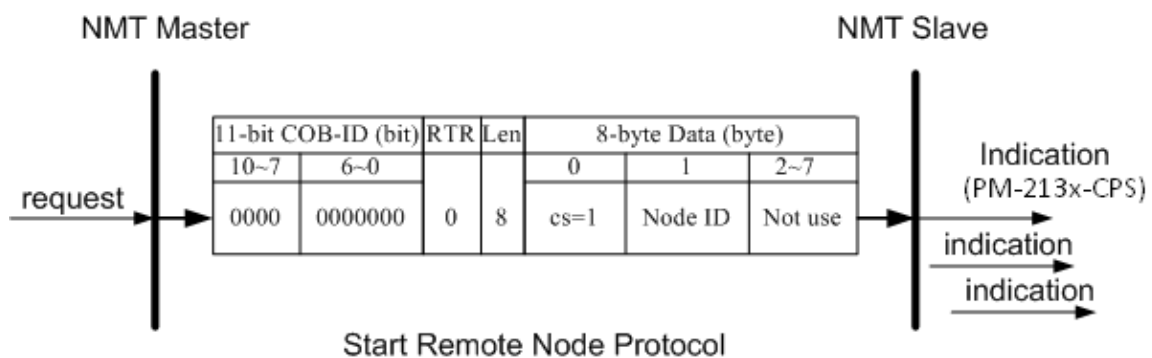 NMT Master
NMT Slave
11-bit COB-ID (bit) RTR Len 8-byte Data (byte)
10~7 6~0 0 1 2~7
request 0000 0000000 0 8 cs=1 Node ID Not use
Indication
(PM-213x-CPS)
indication
indication
Start Remote Node Protocol